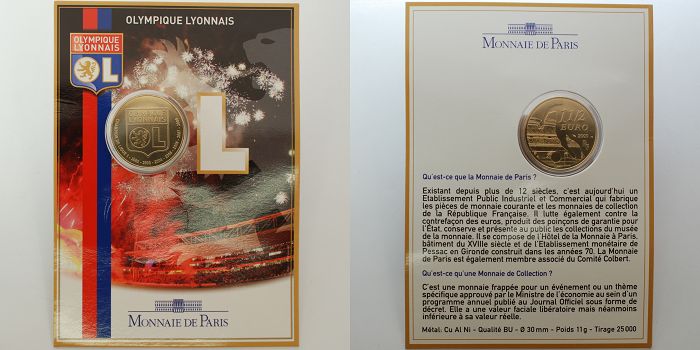 OLYMPIQUE LYONNAIS
OLYMPIQUE
LYONNAIS
OL
OLYMPIQUE
LYONNAIS
OL
L
MONNAIE DE PARIS
MONNAIE DE PARIS
1 1/2
EURO
Qu'est-ce que la Monnaie de Paris ?
Existant depuis plus de 12 siècles, c'est aujourd'hui un
Etablissement Public Industriel et Commercial qui fabrique
les pièces de monnaie courante et les monnaies de collection
de la République Française. Il lutte également contre la
contrefaçon des euros, produit des poinçons de garantie pour
l'Etat, conserve et présente au public les collections du musée
de la monnaie. Il se compose de l'Hôtel de la Monnaie à Paris,
bâtiment du XVIIIe siècle et de l'Etablissement monétaire de
Pessac en Gironde construit dans les années 70. La Monnaie
de Paris est également membre associé du Comité Colbert.
Qu'est-ce qu'une Monnaie de Collection ?
C'est une monnaie frappée pour un événement ou un thème
spécifique approuvé par le Ministre de l'économie au sein d'un
programme annuel publié au Journal Officiel sous forme de
décret. Elle a une valeur faciale libératoire mais néanmoins
inférieure à sa valeur réelle.
Métal: Cu Al Ni - Qualité BU - Ø 30 mm - Poids 11g - Tirage 25 000